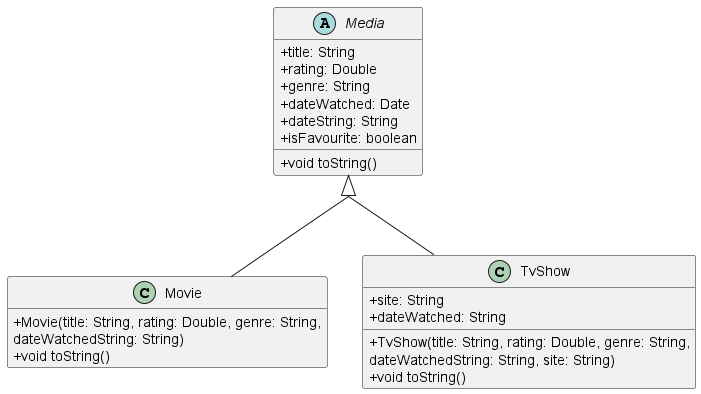 A Media
+title: String
+rating: Double
+genre: String
+dateWatched: Date
+dateString: String
+isFavourite: boolean
+void toString()
C Movie
+Movie(title: String, rating: Double, genre: String,
dateWatchedString: String)
+void toString()
C TvShow
+site: String
+dateWatched: String
+TvShow(title: String, rating: Double, genre: String,
dateWatchedString: String, site: String)
+void toString()